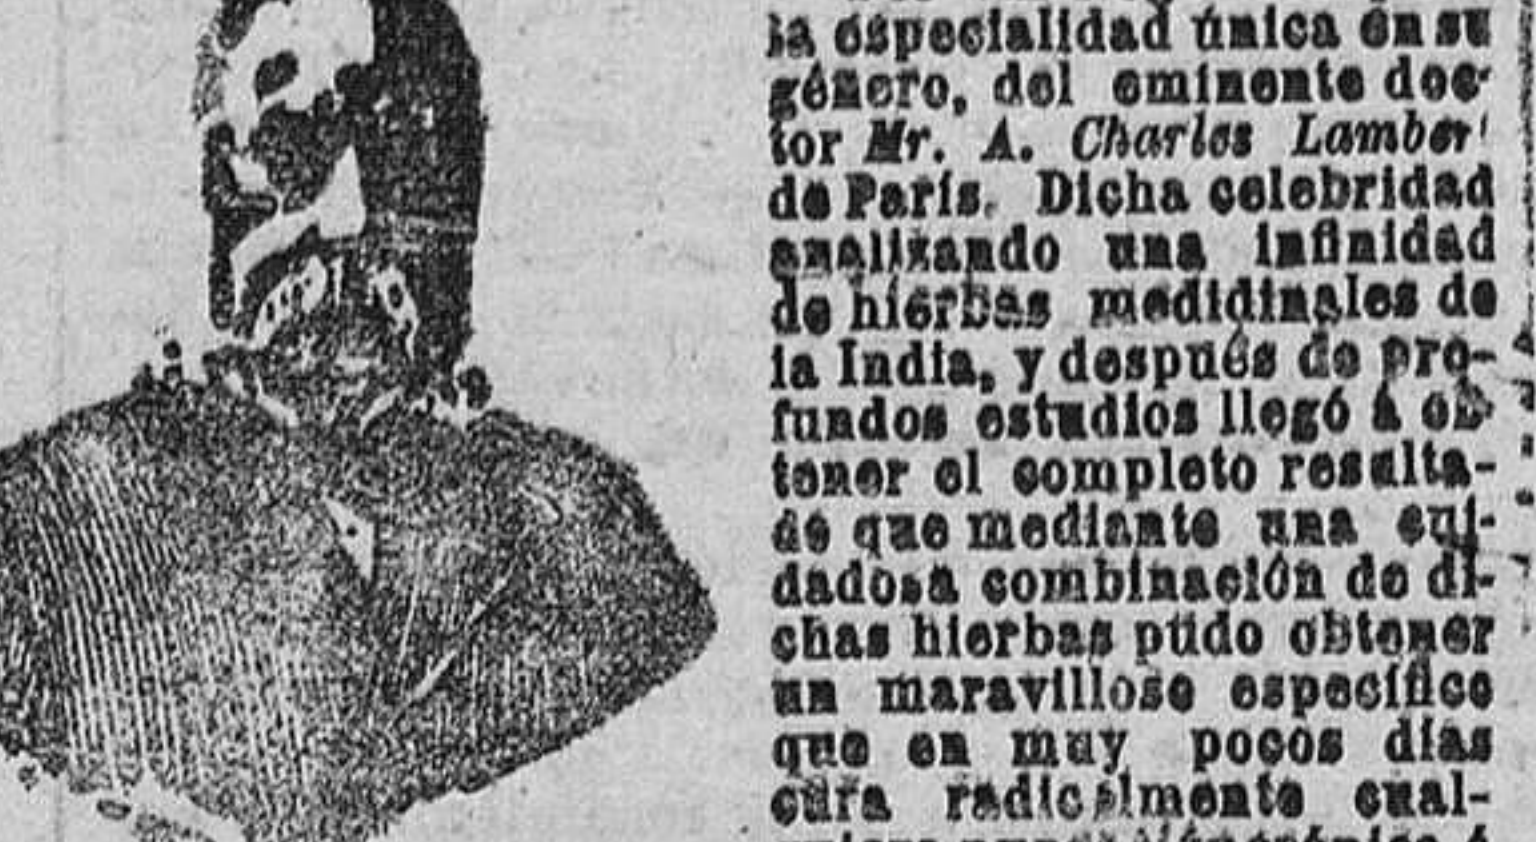 la especialidad única en su
género, del eminente doc-
tor Mr. A. Charles Lambert
de París. Dicha celebridad
analizando una infinidad
de hierbas medidinales de
la India, y después de pro-
fundos estudios llegó á ob-
tener el completo resulta-
do que mediante una cui-
dadosa combinación de di-
chas hierbas pudo obtener
un maravilloso específico
que en muy pocos días
cura radicalmente cual-